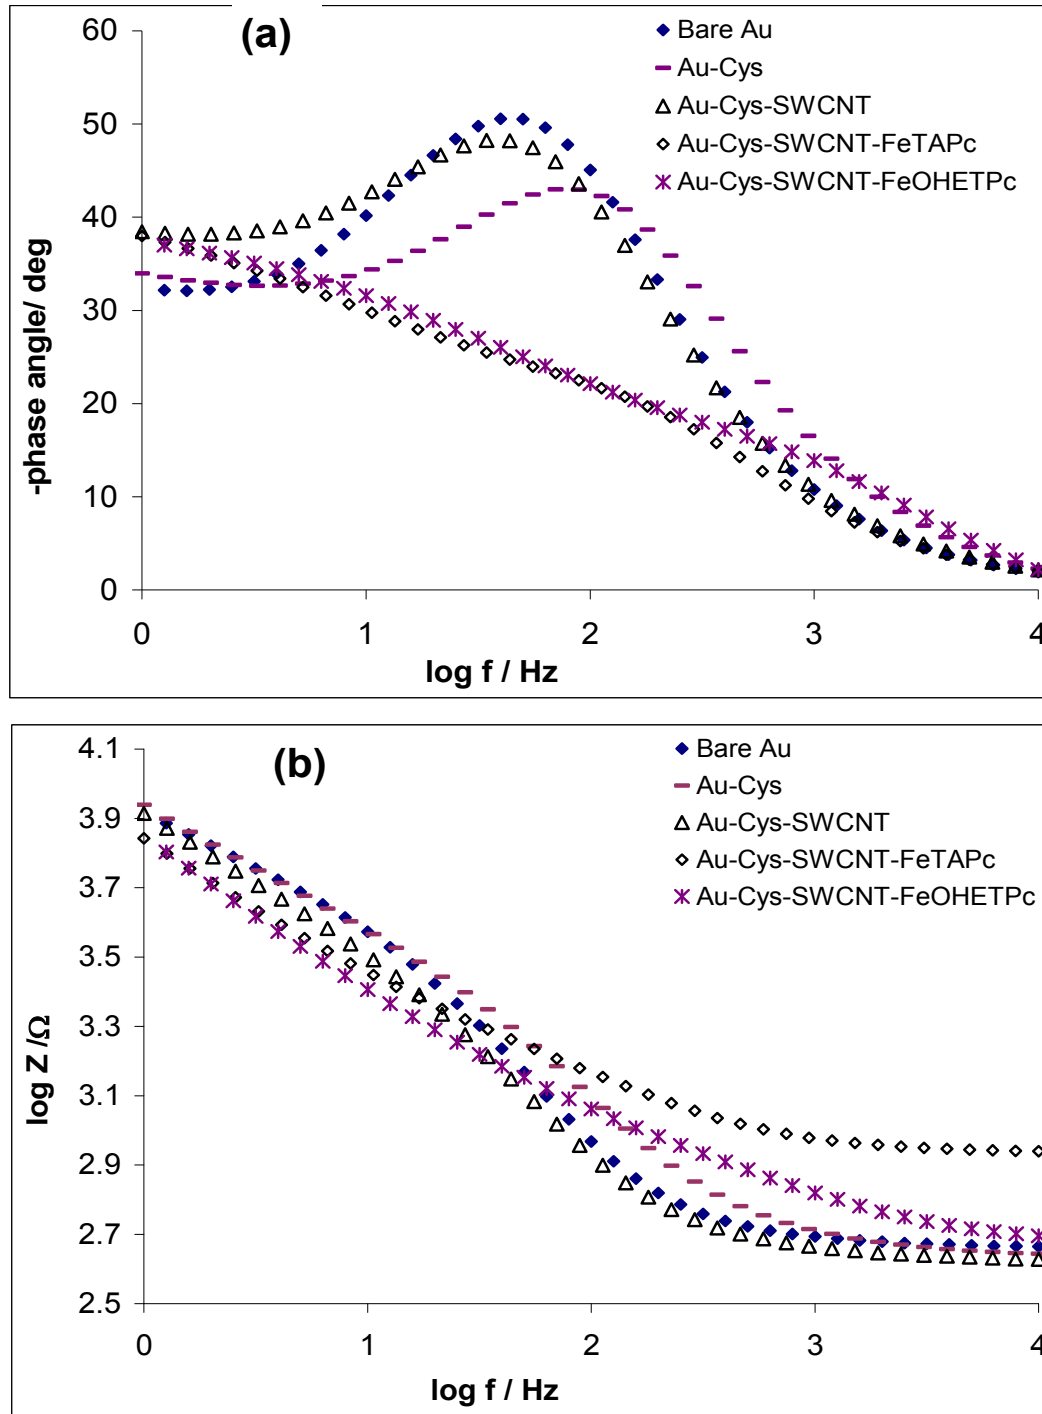 (a)
60
50
40
30
20
10
0
-phase angle/ deg
0 1 2 3 4
log f / Hz
Bare Au
Au-Cys
Au-Cys-SWCNT
Au-Cys-SWCNT-FeTAPc
Au-Cys-SWCNT-FeOHETPc
(b)
4.1
3.9
3.7
3.5
3.3
3.1
2.9
2.7
2.5
log Z /Ω
0 1 2 3 4
log f / Hz
Bare Au
Au-Cys
Au-Cys-SWCNT
Au-Cys-SWCNT-FeTAPc
Au-Cys-SWCNT-FeOHETPc